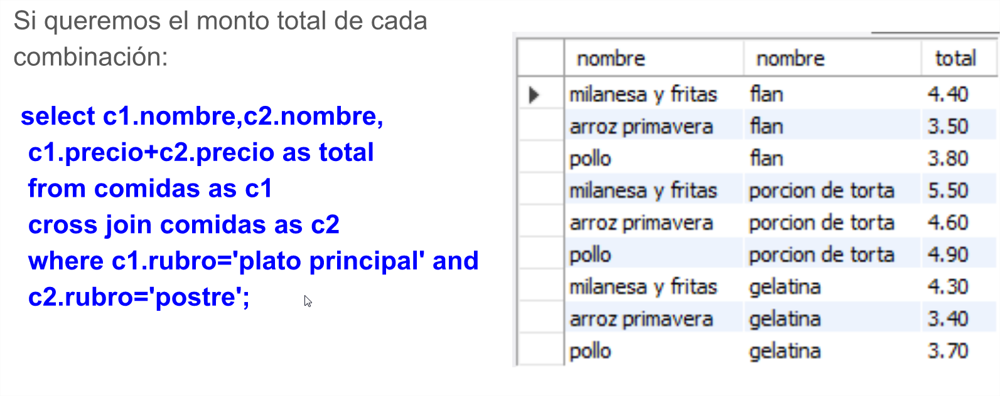 Si queremos el monto total de cada
combinación:
select c1.nombre,c2.nombre,
c1.precio+c2.precio as total
from comidas as c1
cross join comidas as c2
where c1.rubro='plato principal' and
c2.rubro='postre';
nombre nombre total
milanesa y fritas flan 4.40
arroz primavera flan 3.50
pollo flan 3.80
milanesa y fritas porcion de torta 5.50
arroz primavera porcion de torta 4.60
pollo porcion de torta 4.90
milanesa y fritas gelatina 4.30
arroz primavera gelatina 3.40
pollo gelatina 3.70